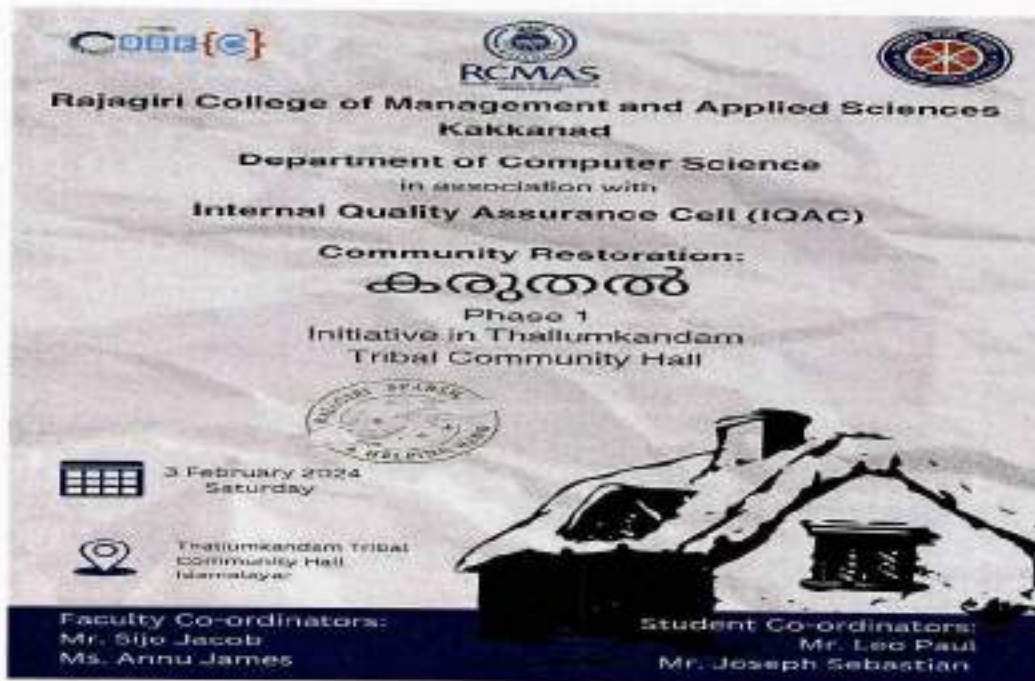 CODE{C}
RCMAS
Rajagiri College of Management and Applied Sciences
Kakkanad
Department of Computer Science
in association with
Internal Quality Assurance Cell (IQAC)
Community Restoration:
കരുതൽ
Phase 1
Initiative in Thallumkandam
Tribal Community Hall
3 February 2024
Saturday
Thallumkandam Tribal
Community Hall
Faculty Co-ordinators:
Mr. Sijo Jacob
Ms. Annu James
Student Co-ordinators:
Mr. Leo Paul
Mr. Joseph Sebastian